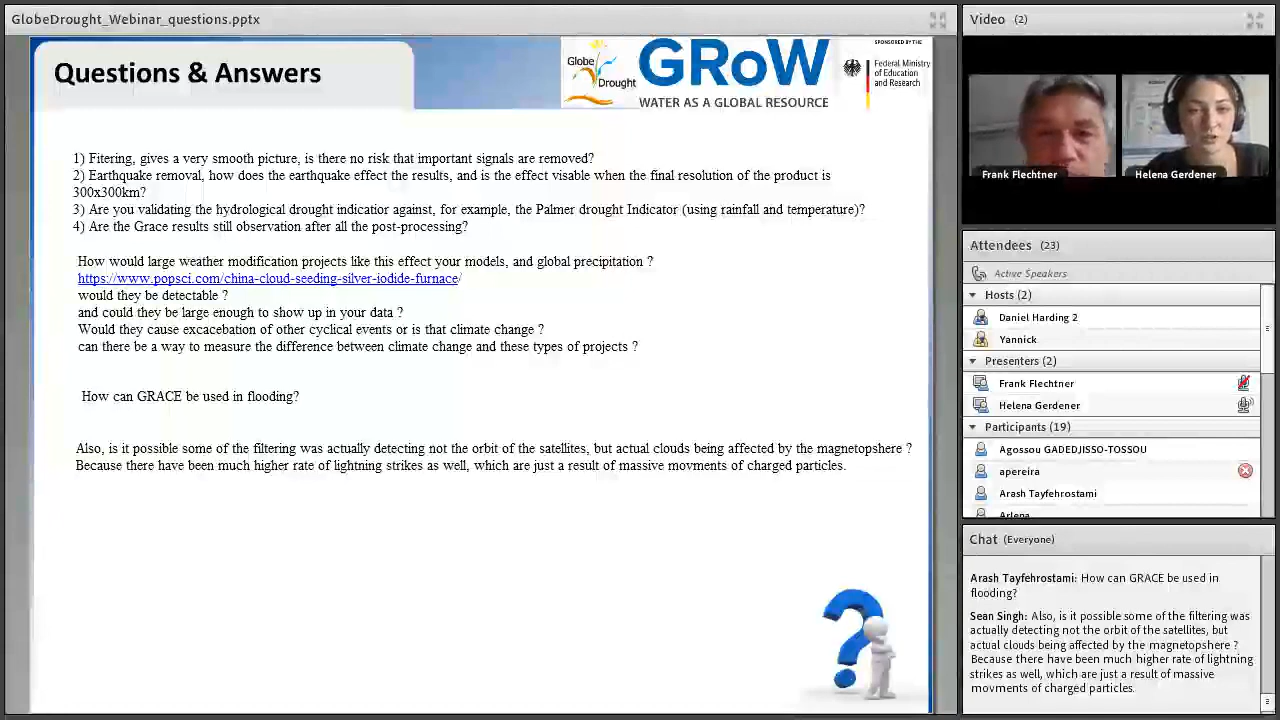 GlobeDrought_Webinar_questions.pptx
Questions & Answers
Globe
Drought
GRoW
WATER AS A GLOBAL RESOURCE
SPONSORED BY THE
Federal Ministry
of Education
and Research
1) Fitering, gives a very smooth picture, is there no risk that important signals are removed?
2) Earthquake removal, how does the earthquake effect the results, and is the effect visable when the final resolution of the product is
300x300km?
3) Are you validating the hydrological drought indicatior against, for example, the Palmer drought Indicator (using rainfall and temperature)?
4) Are the Grace results still observation after all the post-processing?
How would large weather modification projects like this effect your models, and global precipitation ?
https://www.popsci.com/china-cloud-seeding-silver-iodide-furnace/
would they be detectable ?
and could they be large enough to show up in your data ?
Would they cause excacebation of other cyclical events or is that climate change ?
can there be a way to measure the difference between climate change and these types of projects ?
How can GRACE be used in flooding?
Also, is it possible some of the filtering was actually detecting not the orbit of the satellites, but actual clouds being affected by the magnetopshere ?
Because there have been much higher rate of lightning strikes as well, which are just a result of massive movments of charged particles.
Video (2)
Frank Flechtner
Helena Gerdener
Attendees (23)
Active Speakers
Hosts (2)
Daniel Harding 2
Yannick
Presenters (2)
Frank Flechtner
Helena Gerdener
Participants (19)
Agossou GADEDJISSO-TOSSOU
apereira
Arash Tayfehrostami
Arlena
Chat (Everyone)
Arash Tayfehrostami: How can GRACE be used in
flooding?
Sean Singh: Also, is it possible some of the filtering was
actually detecting not the orbit of the satellites, but
actual clouds being affected by the magnetopshere ?
Because there have been much higher rate of lightning
strikes as well, which are just a result of massive
movments of charged particles.